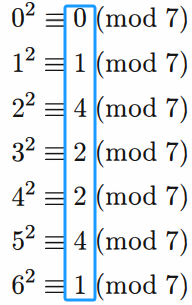 0² ≡ 0 (mod 7)
1² ≡ 1 (mod 7)
2² ≡ 4 (mod 7)
3² ≡ 2 (mod 7)
4² ≡ 2 (mod 7)
5² ≡ 4 (mod 7)
6² ≡ 1 (mod 7)